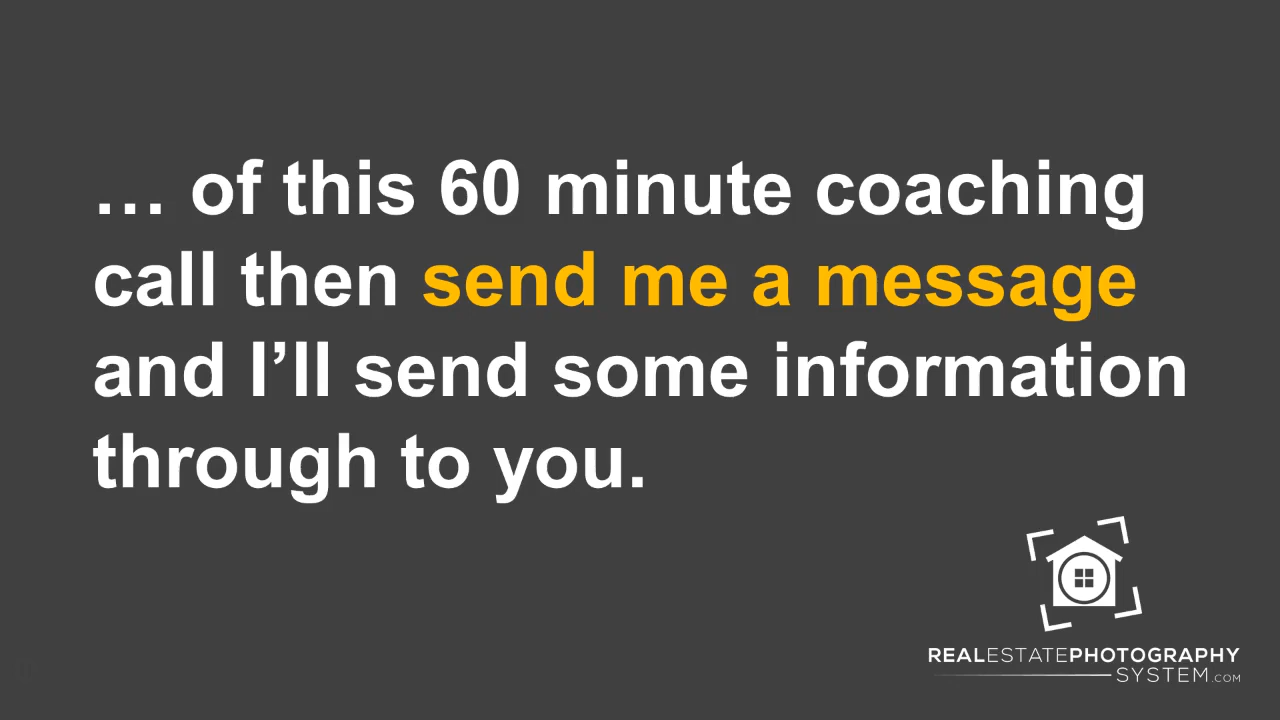 … of this 60 minute coaching
call then send me a message
and I’ll send some information
through to you.
REALESTATEPHOTOGRAPHY
SYSTEM.COM